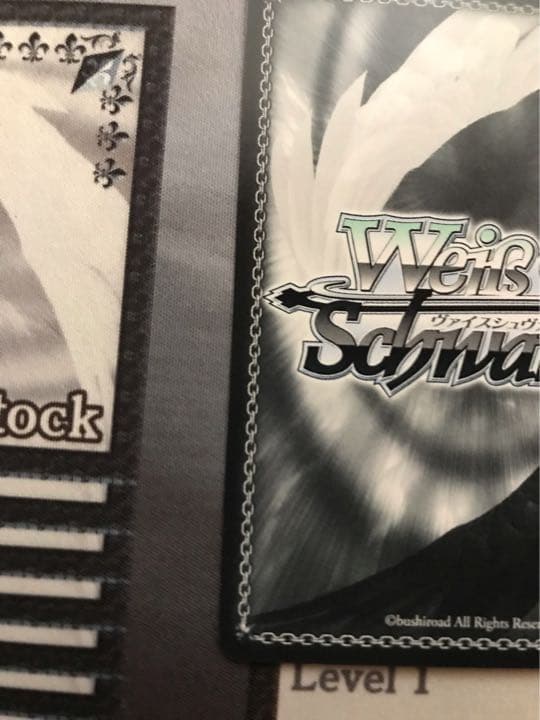 Weiß
ヴァイスシュヴ
Schwa
tock
©bushiroad All Rights Rese
Level 1